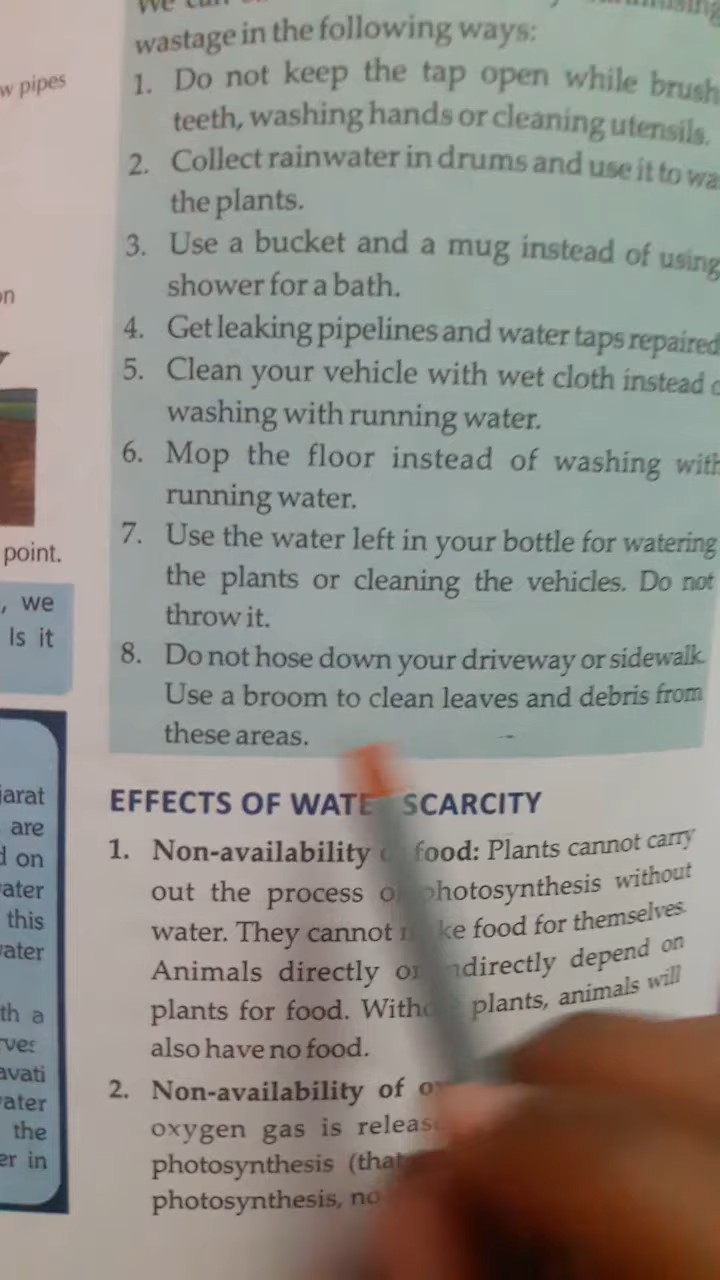 wastage in the following ways:
1. Do not keep the tap open while brush
teeth, washing hands or cleaning utensils.
2. Collect rainwater in drums and use it to wa
the plants.
3. Use a bucket and a mug instead of using
shower for a bath.
4. Get leaking pipelines and water taps repaired
5. Clean your vehicle with wet cloth instead
washing with running water.
6. Mop the floor instead of washing with
running water.
7. Use the water left in your bottle for watering
the plants or cleaning the vehicles. Do not
throw it.
8. Do not hose down your driveway or sidewalk.
Use a broom to clean leaves and debris from
these areas.
EFFECTS OF WATE SCARCITY
1. Non-availability food: Plants cannot carry
out the process photosynthesis without
water. They cannot ke food for themselves.
Animals directly or ndirectly depend on
plants for food. Witho plants, animals will
also have no food.
2. Non-availability of
oxygen gas is releas
photosynthesis (that
photosynthesis, no
w pipes
on
point.
, we
Is it
jarat
are
on
ater
this
ater
th a
avati
ater
the
er in